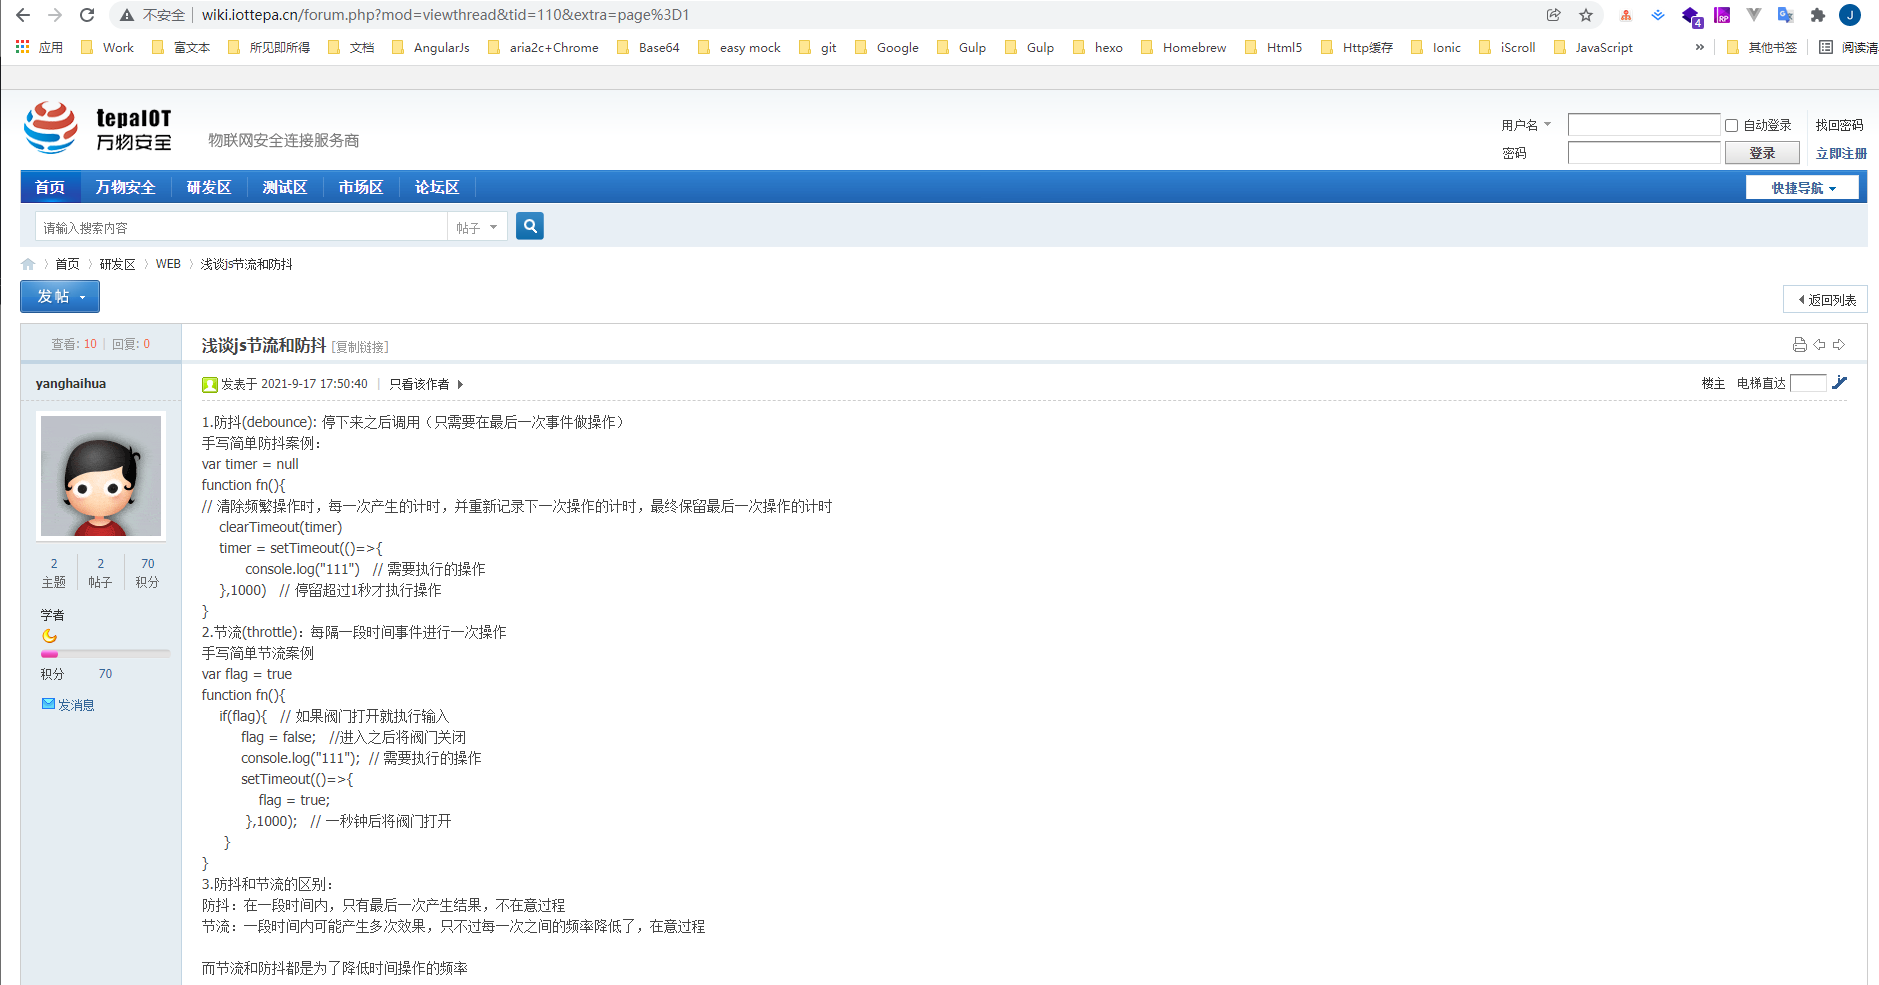 不安全 wiki.iottepa.cn/forum.php?mod=viewthread&tid=110&extra=page%3D1
4 RP J
应用 Work 富文本 所见即所得 文档 AngularJs aria2c+Chrome Base64 easy mock git Google Gulp Gulp hexo Homebrew Html5 Http缓存 Ionic iScroll JavaScript » 其他书签 阅读清
tepaIOT
万物安全
物联网安全连接服务商
用户名 自动登录 找回密码
密码 登录 立即注册
首页 万物安全 研发区 测试区 市场区 论坛区 快捷导航
请输入搜索内容 帖子
首页 研发区 WEB 浅谈js节流和防抖
发帖
返回列表
查看: 10 | 回复: 0
浅谈js节流和防抖 [复制链接]
yanghaihua
发表于 2021-9-17 17:50:40 | 只看该作者
楼主 电梯直达
2 2 70
主题 帖子 积分
学者
积分 70
发消息
1.防抖(debounce): 停下来之后调用（只需要在最后一次事件做操作）
手写简单防抖案例：
var timer = null
function fn(){
// 清除频繁操作时，每一次产生的计时，并重新记录下一次操作的计时，最终保留最后一次操作的计时
clearTimeout(timer)
timer = setTimeout(()=>{
console.log("111") // 需要执行的操作
},1000) // 停留超过1秒才执行操作
}
2.节流(throttle)：每隔一段时间事件进行一次操作
手写简单节流案例
var flag = true
function fn(){
if(flag){ // 如果阀门打开就执行输入
flag = false; //进入之后将阀门关闭
console.log("111"); // 需要执行的操作
setTimeout(()=>{
flag = true;
},1000); // 一秒钟后将阀门打开
}
}
3.防抖和节流的区别：
防抖：在一段时间内，只有最后一次产生结果，不在意过程
节流：一段时间内可能产生多次效果，只不过每一次之间的频率降低了，在意过程
而节流和防抖都是为了降低时间操作的频率